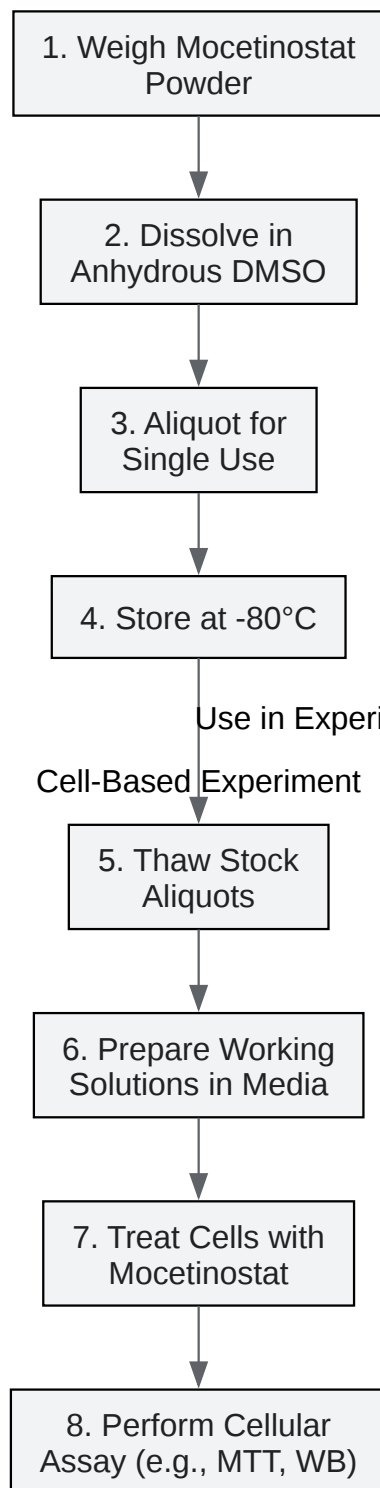 1. Weigh Mocetinostat
Powder
2. Dissolve in
Anhydrous DMSO
3. Aliquot for
Single Use
4. Store at -80°C
Use in Experi
Cell-Based Experiment
5. Thaw Stock
Aliquots
6. Prepare Working
Solutions in Media
7. Treat Cells with
Mocetinostat
8. Perform Cellular
Assay (e.g., MTT, WB)